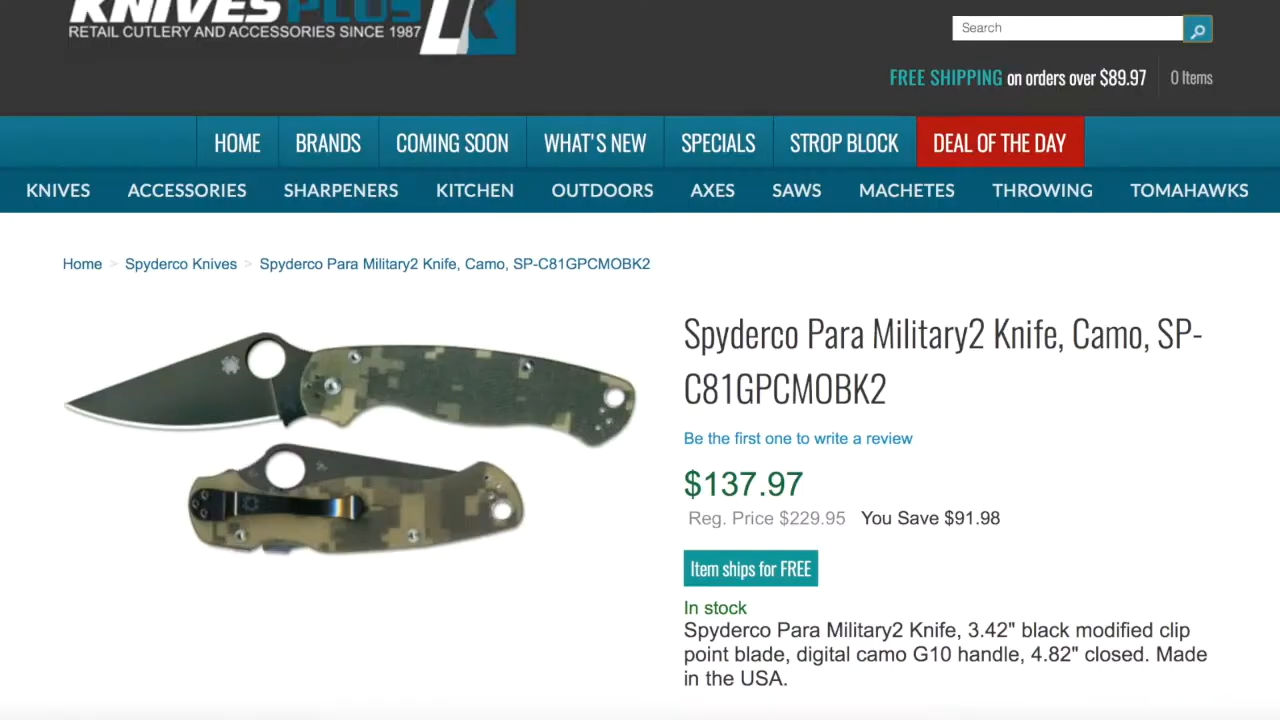 KNIVES PLUS
RETAIL CUTLERY AND ACCESSORIES SINCE 1987
Search
FREE SHIPPING on orders over $89.97
0 Items
HOME
BRANDS
COMING SOON
WHAT'S NEW
SPECIALS
STROP BLOCK
DEAL OF THE DAY
KNIVES
ACCESSORIES
SHARPENERS
KITCHEN
OUTDOORS
AXES
SAWS
MACHETES
THROWING
TOMAHAWKS
Home > Spyderco Knives > Spyderco Para Military2 Knife, Camo, SP-C81GPCMOBK2
Spyderco Para Military2 Knife, Camo, SP-
C81GPCMOBK2
Be the first one to write a review
$137.97
Reg. Price $229.95 You Save $91.98
Item ships for FREE
In stock
Spyderco Para Military2 Knife, 3.42" black modified clip
point blade, digital camo G10 handle, 4.82" closed. Made
in the USA.